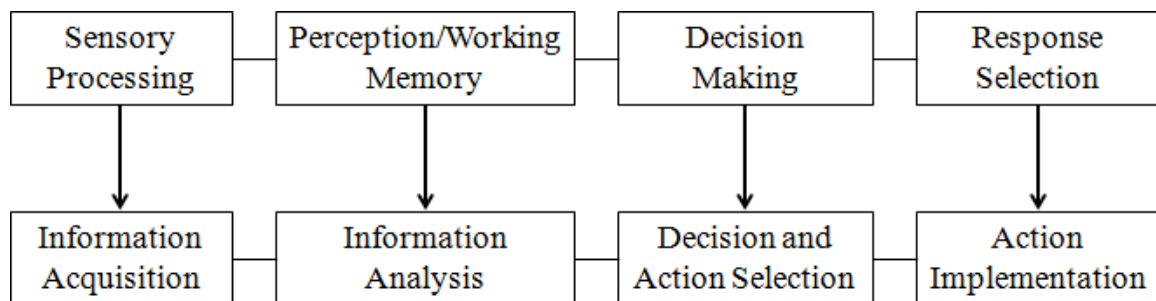 Sensory
Processing
Perception/Working
Memory
Decision
Making
Response
Selection
Information
Acquisition
Information
Analysis
Decision and
Action Selection
Action
Implementation